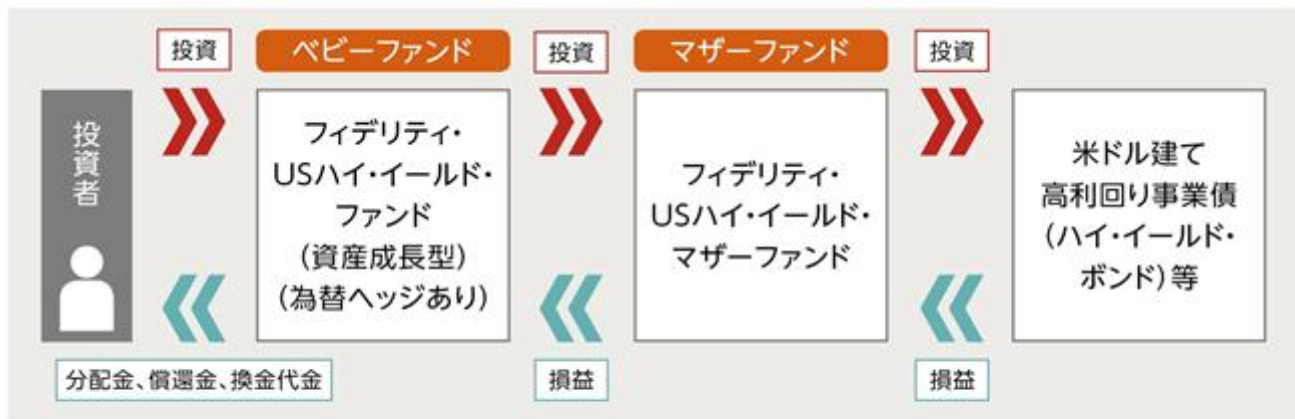 投資
ベビーファンド
投資
マザーファンド
投資
投資者
フィデリティ・
USハイ・イールド・
ファンド
(資産成長型)
(為替ヘッジあり)
フィデリティ・
USハイ・イールド・
マザーファンド
米ドル建て
高利回り事業債
(ハイ・イールド・
ボンド)等
分配金、償還金、換金代金
損益
損益